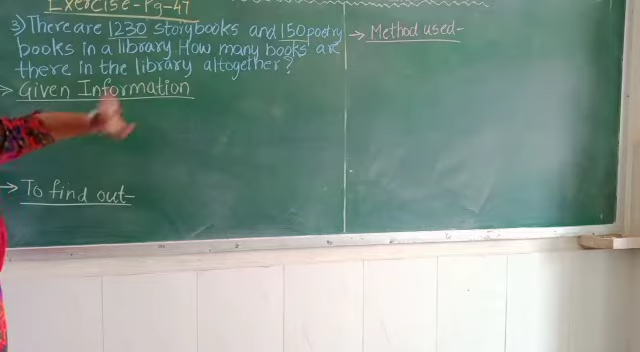 Exercise-Pg-47
3) There are 1230 storybooks and 150 poetry
books in a library. How many books are
there in the library altogether?
→ Given Information
→ To find out-
→ Method used-